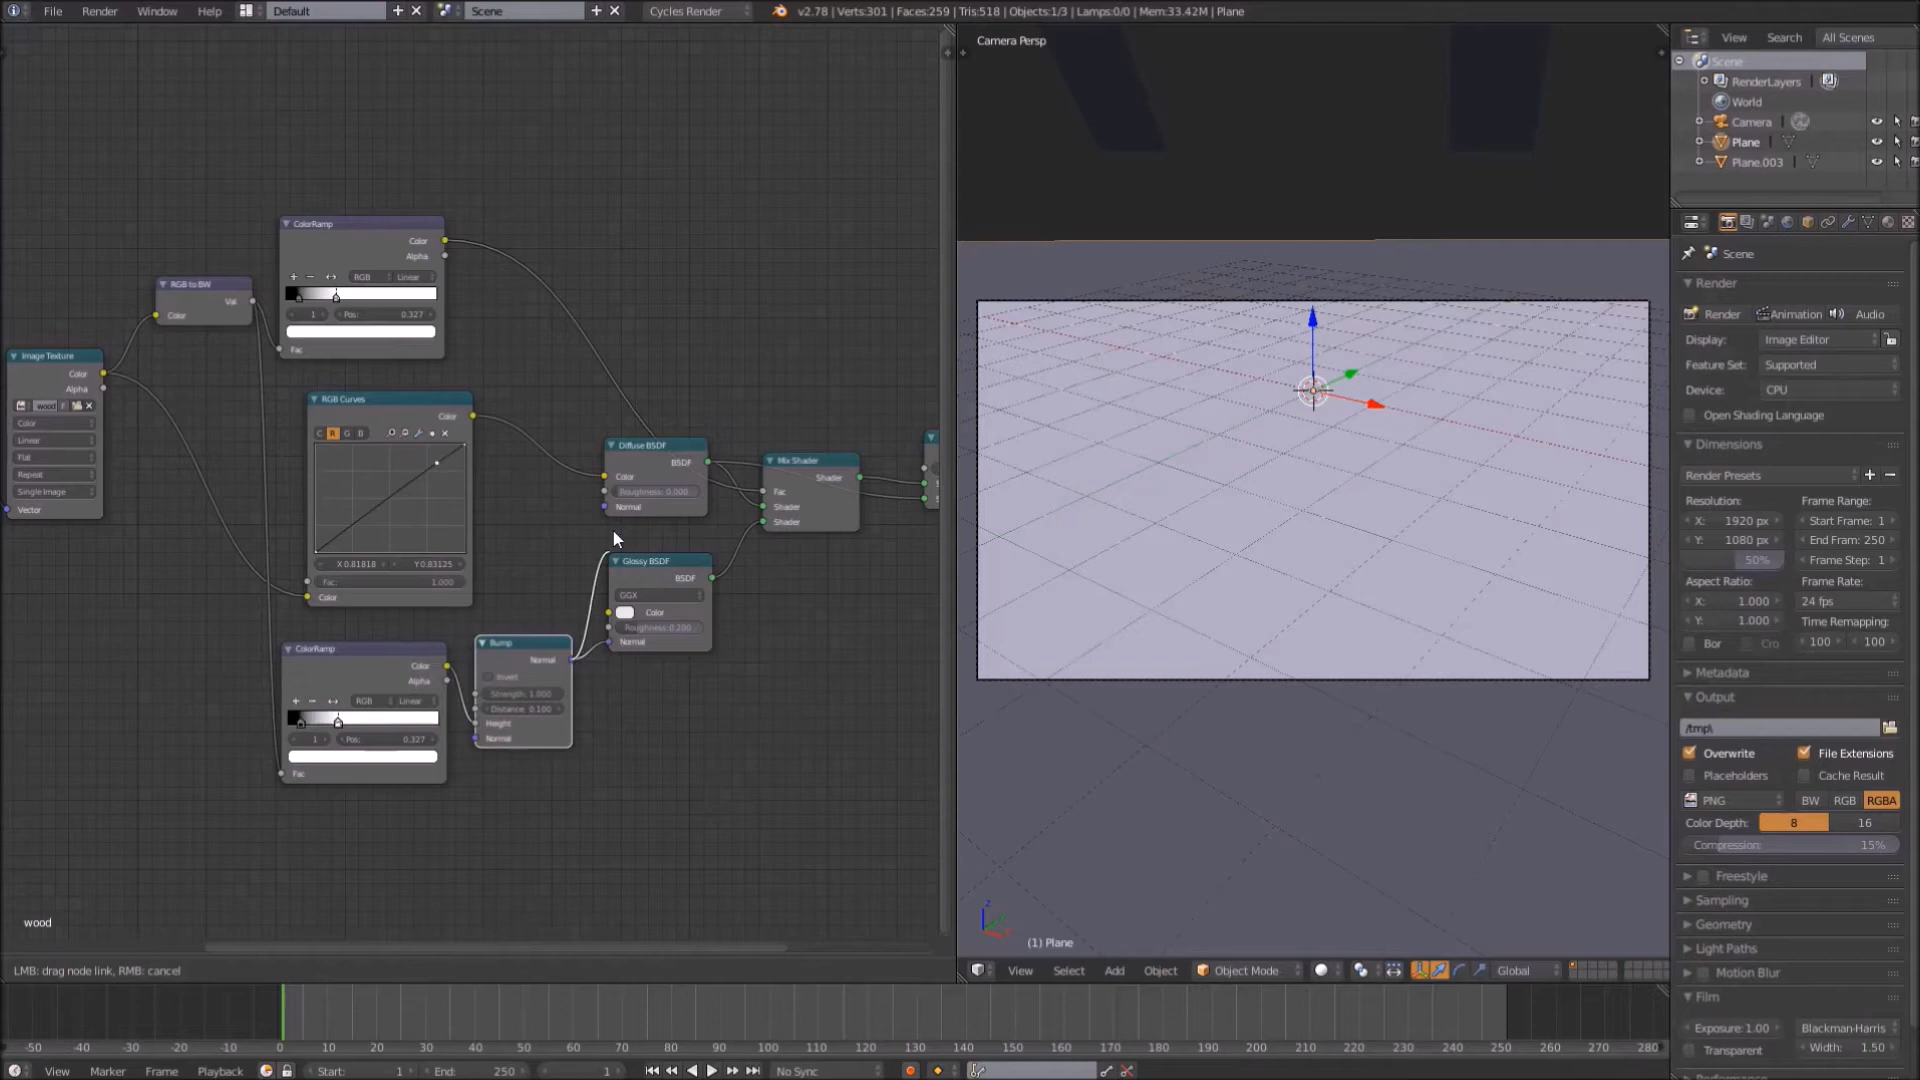 File Render Window Help Default Scene Cycles Render v2.78 | Verts:301 | Faces:259 | Tris:518 | Objects:1/3 | Lamps:0/0 | Mem:33.42M | Plane
Camera Persp
View Search All Scenes
Scene
RenderLayers
World
Camera
Plane
Plane.003
Scene
Render
Render Animation Audio
Display: Image Editor
Feature Set: Supported
Device: CPU
Open Shading Language
Dimensions
Render Presets
Resolution: Frame Range:
X: 1920 px Start Frame: 1
Y: 1080 px End Fram: 250
50% Frame Step: 1
Aspect Ratio: Frame Rate:
X: 1.000 24 fps
Y: 1.000 Time Remapping:
Bor Cro 100 100
Metadata
Output
/tmp\
Overwrite File Extensions
Placeholders Cache Result
PNG BW RGB RGBA
Color Depth: 8 16
Compression: 15%
Freestyle
Sampling
Geometry
Light Paths
Motion Blur
Film
Exposure: 1.00 Blackman-Harris
Transparent Width: 1.50
ColorRamp
Color
Alpha
RGB Linear
1 Pos: 0.327
Fac
RGB to BW
Val
Color
Image Texture
Color
Alpha
wood F
Color
Linear
Flat
Repeat
Single Image
Vector
RGB Curves
Color
C R G B
X 0.81818 Y 0.83125
Fac: 1.000
Color
Diffuse BSDF
BSDF
Color
Roughness: 0.000
Normal
Mix Shader
Shader
Fac
Shader
Shader
Glossy BSDF
BSDF
GGX
Color
Roughness: 0.200
Normal
ColorRamp
Color
Alpha
RGB Linear
1 Pos: 0.327
Fac
Bump
Normal
Invert
Strength: 1.000
Distance: 0.100
Height
Normal
wood
LMB: drag node link, RMB: cancel
(1) Plane
View Select Add Object Object Mode Global
-50 -40 -30 -20 -10 0 10 20 30 40 50 60 70 80 90 100 110 120 130 140 150 160 170 180 190 200 210 220 230 240 250 260 270 280
View Marker Frame Playback Start: 1 End: 250 1 No Sync